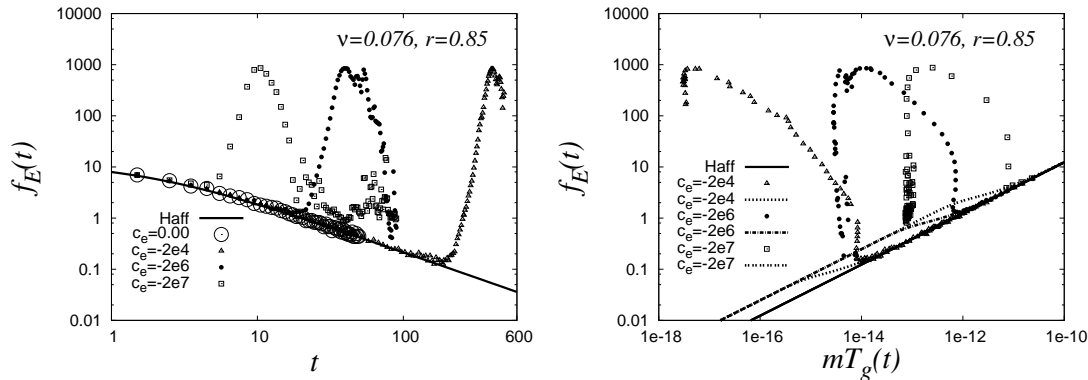 ν=0.076, r=0.85
f_E(t)
10000
1000
100
10
1
0.1
0.01
Haff
c_e=0.00
c_e=-2e4
c_e=-2e6
c_e=-2e7
1 10 100 600
t
ν=0.076, r=0.85
f_E(t)
10000
1000
100
10
1
0.1
0.01
Haff
c_e=-2e4
c_e=-2e4
c_e=-2e6
c_e=-2e6
c_e=-2e7
c_e=-2e7
1e-18 1e-16 1e-14 1e-12 1e-10
mT_g(t)